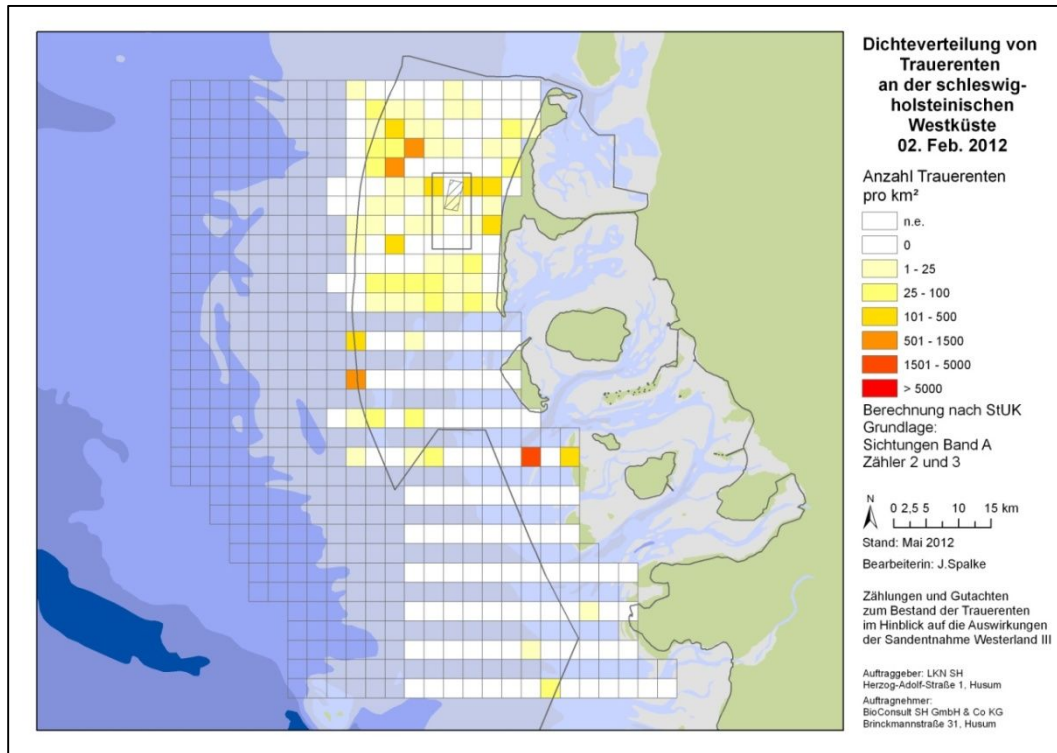 Dichteverteilung von
Trauerenten
an der schleswig-
holsteinischen
Westküste
02. Feb. 2012
Anzahl Trauerenten
pro km²
n.e.
0
1 - 25
25 - 100
101 - 500
501 - 1500
1501 - 5000
> 5000
Berechnung nach StUK
Grundlage:
Sichtungen Band A
Zähler 2 und 3
N
0 2,5 5 10 15 km
Stand: Mai 2012
Bearbeiterin: J.Spalke
Zählungen und Gutachten
zum Bestand der Trauerenten
im Hinblick auf die Auswirkungen
der Sandentnahme Westerland III
Auftraggeber: LKN SH
Herzog-Adolf-Straße 1, Husum
Auftragnehmer:
BioConsult SH GmbH & Co KG
Brinckmannstraße 31, Husum